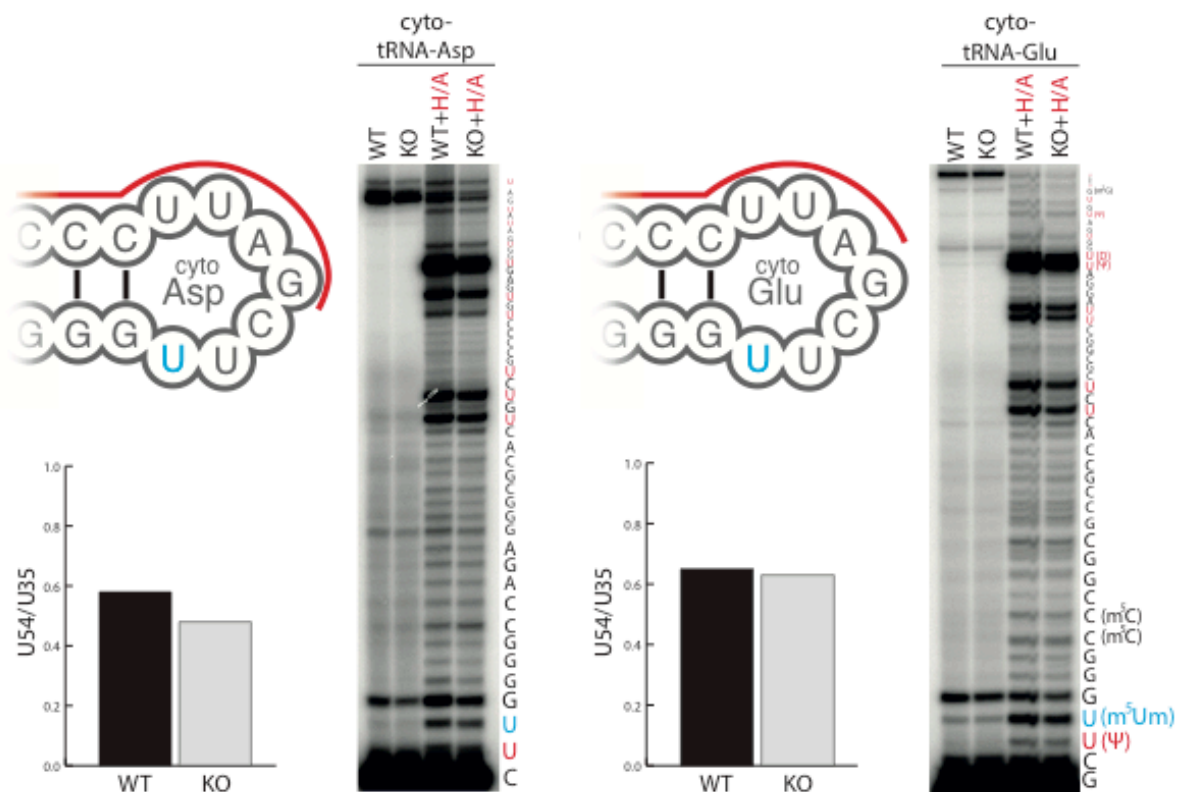 cyto-
tRNA-Asp
WT
KO
WT+H/A
KO+H/A
C C C U U A G C U U G G G
cyto
Asp
U54/U35
1.0
0.8
0.6
0.4
0.2
0.0
WT
KO
U
C
U
G
U
C
A
C
G
C
G
G
G
A
G
A
C
C
G
G
G
G
U
U
C
cyto-
tRNA-Glu
WT
KO
WT+H/A
KO+H/A
C C C U U A G C U U G G G
cyto
Glu
U54/U35
1.0
0.8
0.6
0.4
0.2
0.0
WT
KO
(D)
(Ψ)
U
C
U
C
A
C
C
G
C
C
G
C
G
G
C
C (m⁵C)
C (m⁵C)
G
G
G
U (m⁵Um)
U (Ψ)
C
G